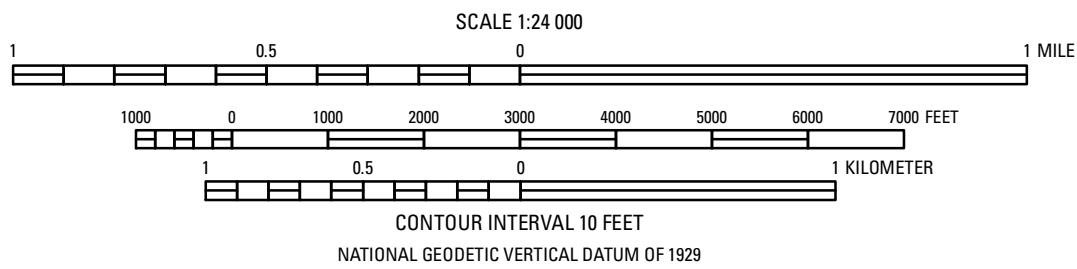 SCALE 1:24 000
1 0.5 0 1 MILE
1000 0 1000 2000 3000 4000 5000 6000 7000 FEET
1 0.5 0 1 KILOMETER
CONTOUR INTERVAL 10 FEET
NATIONAL GEODETIC VERTICAL DATUM OF 1929